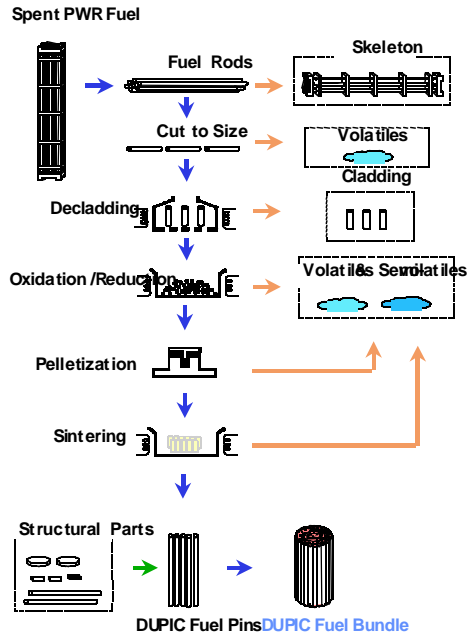 Spent PWR Fuel
Fuel Rods
Skeleton
Cut to Size
Volatiles
Cladding
Decladding
Oxidation /Reduction
Volatiles & Semi-volatiles
Pelletization
Sintering
Structural Parts
DUPIC Fuel Pins
DUPIC Fuel Bundle